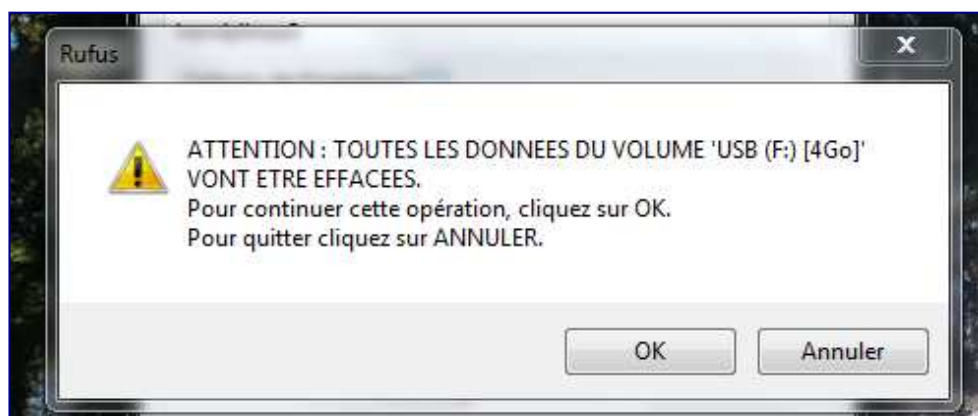 Rufus
ATTENTION : TOUTES LES DONNEES DU VOLUME 'USB (F:) [4Go]'
VONT ETRE EFFACEES.
Pour continuer cette opération, cliquez sur OK.
Pour quitter cliquez sur ANNULER.
OK
Annuler